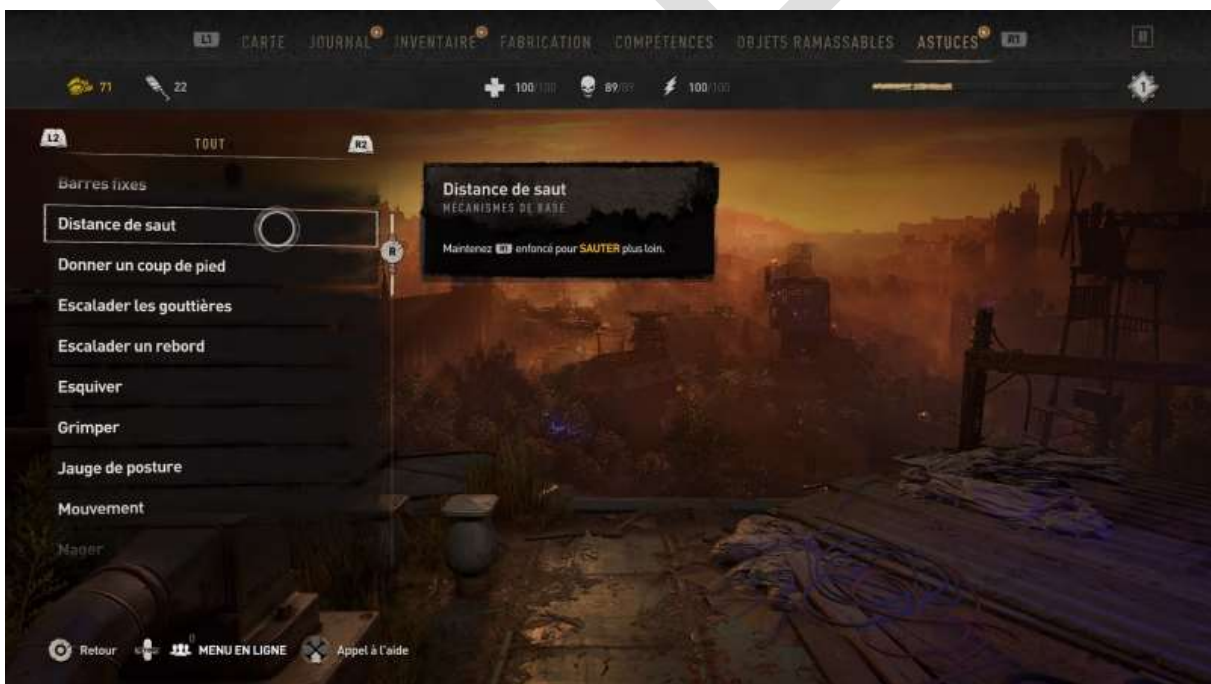 L1 CARTE JOURNAL INVENTAIRE FABRICATION COMPÉTENCES OBJETS RAMASSABLES ASTUCES R1
71 22 100/100 89/89 100/100 1
L2 TOUT R2
Barres fixes
Distance de saut
Donner un coup de pied
Escalader les gouttières
Escalader un rebord
Esquiver
Grimper
Jauge de posture
Mouvement
Nager
R
Distance de saut
MÉCANISMES DE BASE
Maintenez R1 enfoncé pour SAUTER plus loin.
Retour 0 MENU EN LIGNE Appel à l'aide